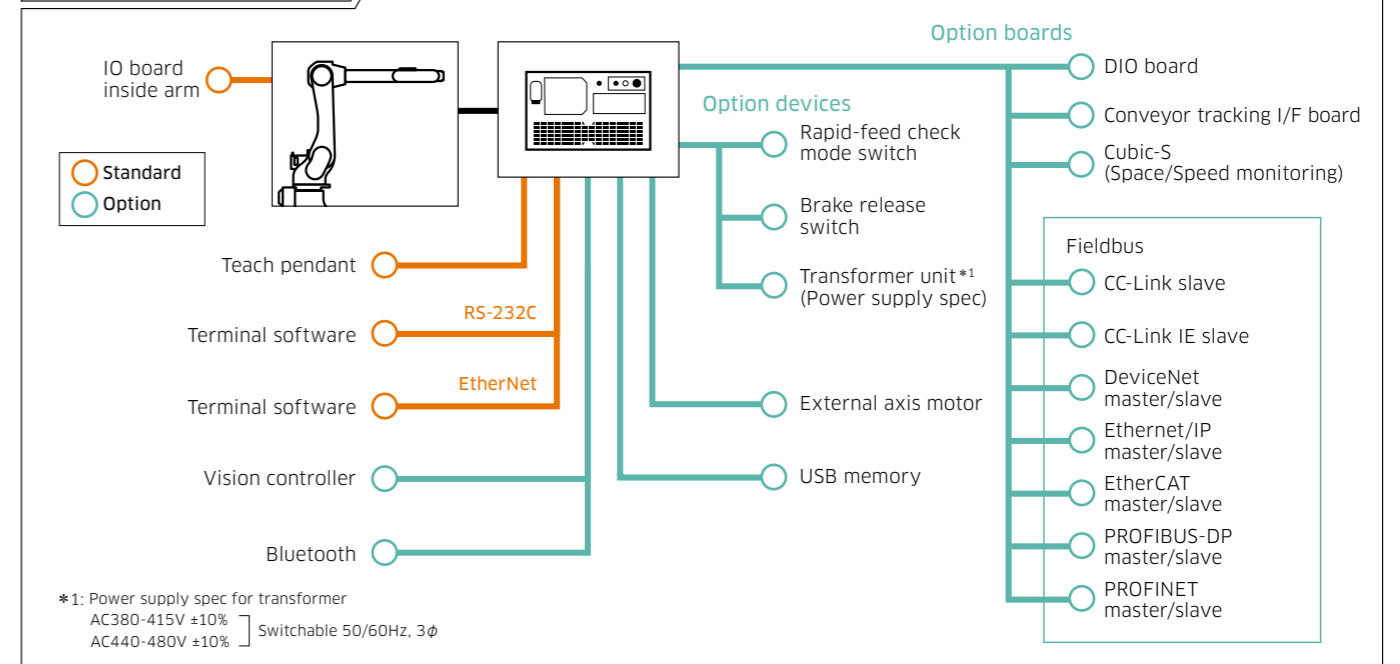 IO board
inside arm
Standard
Option
Teach pendant
RS-232C
Terminal software
EtherNet
Terminal software
Vision controller
Bluetooth
Option devices
Rapid-feed check
mode switch
Brake release
switch
Transformer unit*1
(Power supply spec)
External axis motor
USB memory
Option boards
DIO board
Conveyor tracking I/F board
Cubic-S
(Space/Speed monitoring)
Fieldbus
CC-Link slave
CC-Link IE slave
DeviceNet
master/slave
Ethernet/IP
master/slave
EtherCAT
master/slave
PROFIBUS-DP
master/slave
PROFINET
master/slave
*1: Power supply spec for transformer
AC380-415V ±10%
AC440-480V ±10%
Switchable 50/60Hz, 3ϕ